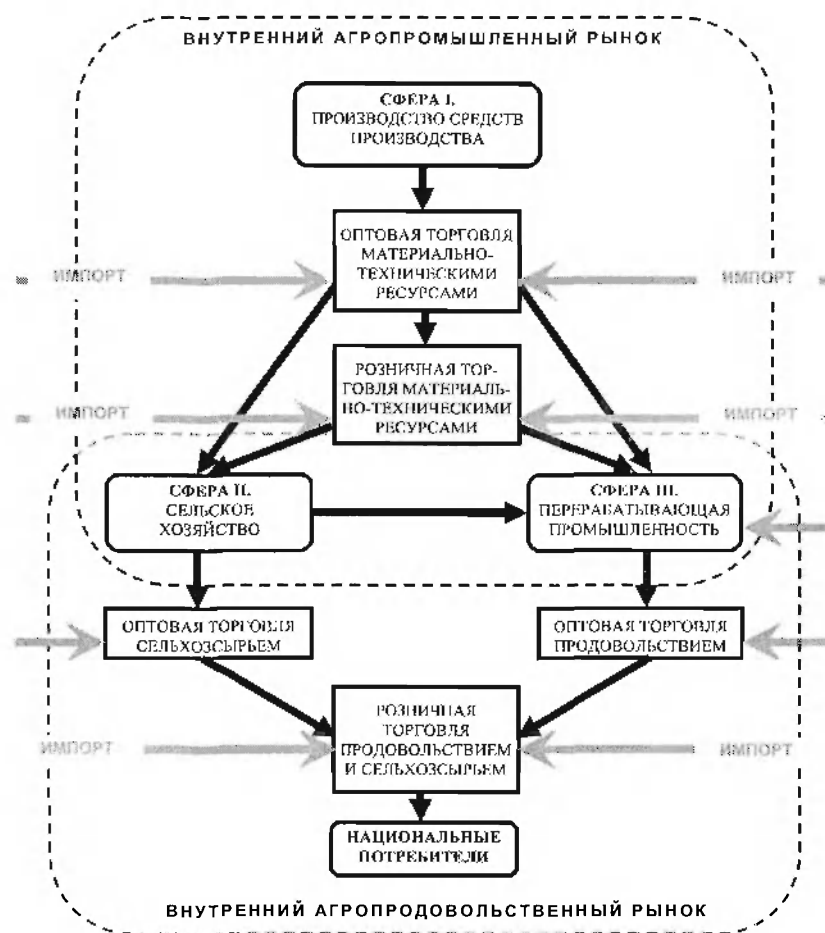 ВНУТРЕННИЙ АГРОПРОМЫШЛЕННЫЙ РЫНОК
СФЕРА I.
ПРОИЗВОДСТВО СРЕДСТВ
ПРОИЗВОДСТВА
ОПТОВАЯ ТОРГОВЛЯ
МАТЕРИАЛЬНО-
ТЕХНИЧЕСКИМИ
РЕСУРСАМИ
ИМПОРТ
ИМПОРТ
РОЗНИЧНАЯ ТОР-
ГОВЛЯ МАТЕРИАЛЬ-
НО-ТЕХНИЧЕСКИМИ
РЕСУРСАМИ
ИМПОРТ
ИМПОРТ
СФЕРА II.
СЕЛЬСКОЕ
ХОЗЯЙСТВО
СФЕРА III.
ПЕРЕРАБАТЫВАЮЩАЯ
ПРОМЫШЛЕННОСТЬ
ОПТОВАЯ ТОРГОВЛЯ
СЕЛЬХОЗСЫРЬЕМ
ОПТОВАЯ ТОРГОВЛЯ
ПРОДОВОЛЬСТВИЕМ
РОЗНИЧНАЯ
ТОРГОВЛЯ
ПРОДОВОЛЬСТВИЕМ
И СЕЛЬХОЗСЫРЬЕМ
ИМПОРТ
ИМПОРТ
НАЦИОНАЛЬНЫЕ
ПОТРЕБИТЕЛИ
ВНУТРЕННИЙ АГРОПРОДОВОЛЬСТВЕННЫЙ РЫНОК